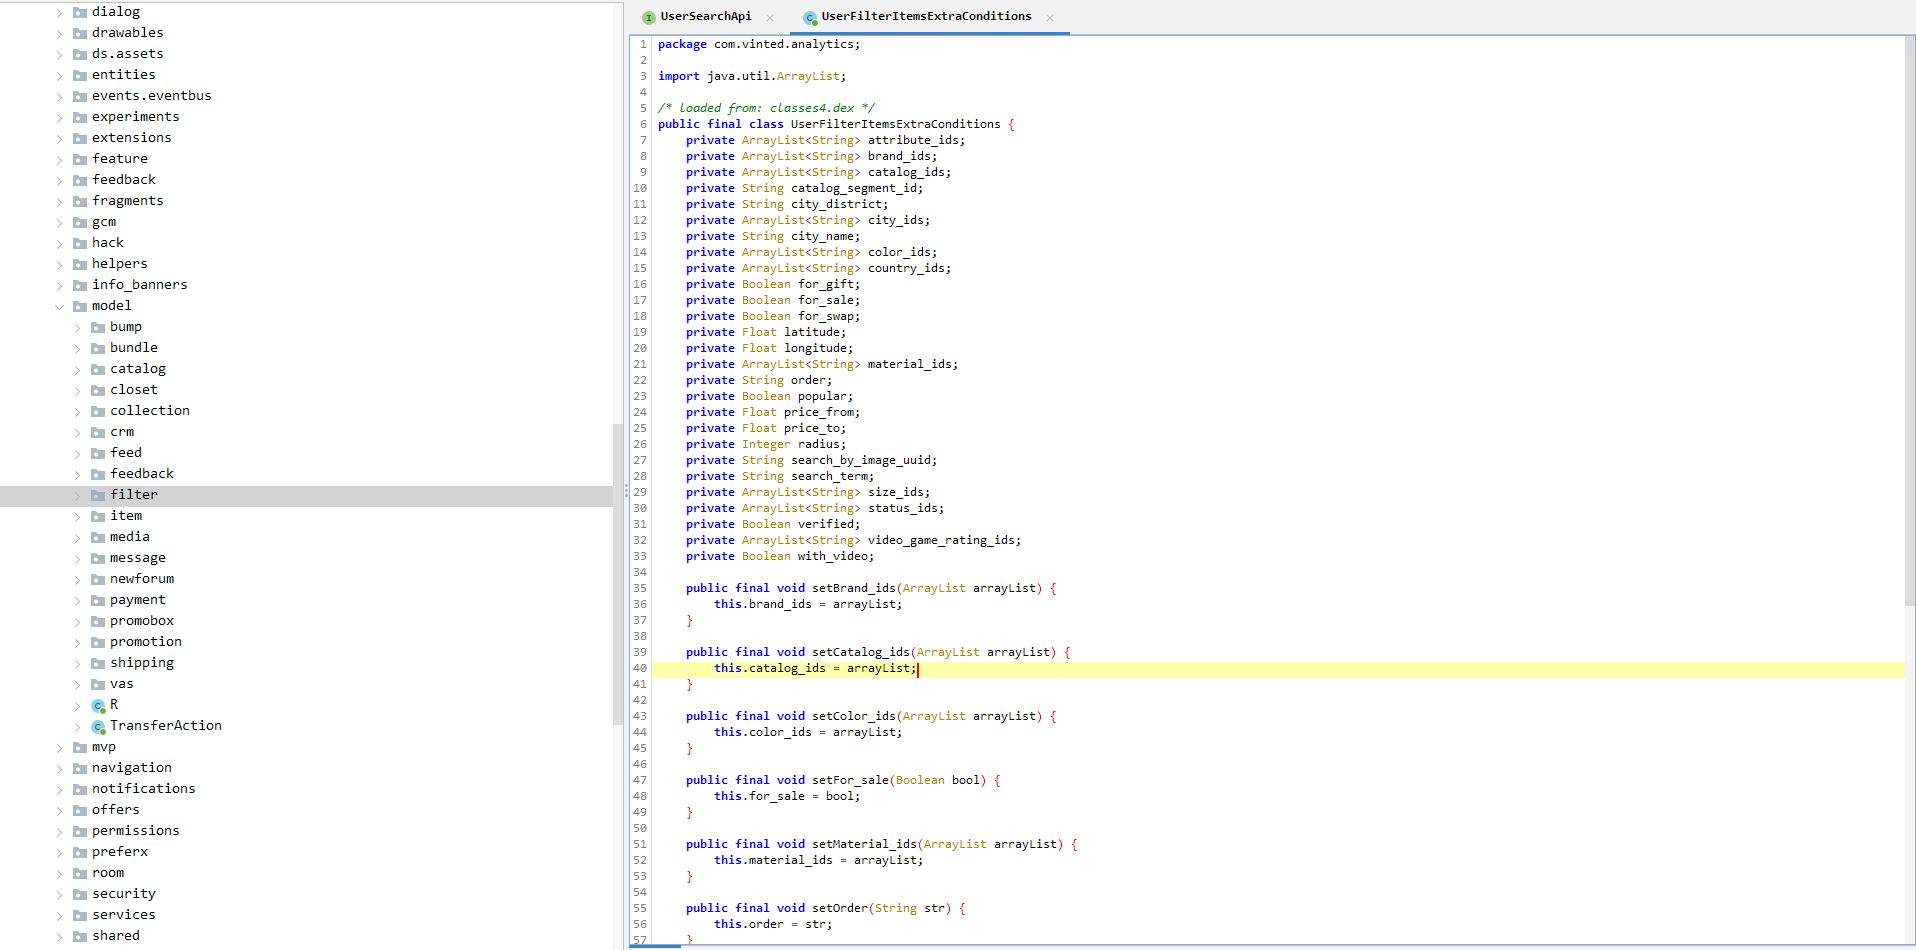 dialog
drawables
ds.assets
entities
events.eventbus
experiments
extensions
feature
feedback
fragments
gcm
hack
helpers
info_banners
model
bump
bundle
catalog
closet
collection
crm
feed
feedback
filter
item
media
message
newforum
payment
promobox
promotion
shipping
vas
R
TransferAction
mvp
navigation
notifications
offers
permissions
preferx
room
security
services
shared
UserSearchApi
UserFilterItemsExtraConditions
1 package com.vinted.analytics;
2
3 import java.util.ArrayList;
4
5 /* loaded from: classes4.dex */
6 public final class UserFilterItemsExtraConditions {
7 private ArrayList<String> attribute_ids;
8 private ArrayList<String> brand_ids;
9 private ArrayList<String> catalog_ids;
10 private String catalog_segment_id;
11 private String city_district;
12 private ArrayList<String> city_ids;
13 private String city_name;
14 private ArrayList<String> color_ids;
15 private ArrayList<String> country_ids;
16 private Boolean for_gift;
17 private Boolean for_sale;
18 private Boolean for_swap;
19 private Float latitude;
20 private Float longitude;
21 private ArrayList<String> material_ids;
22 private String order;
23 private Boolean popular;
24 private Float price_from;
25 private Float price_to;
26 private Integer radius;
27 private String search_by_image_uuid;
28 private String search_term;
29 private ArrayList<String> size_ids;
30 private ArrayList<String> status_ids;
31 private Boolean verified;
32 private ArrayList<String> video_game_rating_ids;
33 private Boolean with_video;
34
35 public final void setBrand_ids(ArrayList arrayList) {
36 this.brand_ids = arrayList;
37 }
38
39 public final void setCatalog_ids(ArrayList arrayList) {
40 this.catalog_ids = arrayList;
41 }
42
43 public final void setColor_ids(ArrayList arrayList) {
44 this.color_ids = arrayList;
45 }
46
47 public final void setFor_sale(Boolean bool) {
48 this.for_sale = bool;
49 }
50
51 public final void setMaterial_ids(ArrayList arrayList) {
52 this.material_ids = arrayList;
53 }
54
55 public final void setOrder(String str) {
56 this.order = str;
57 }